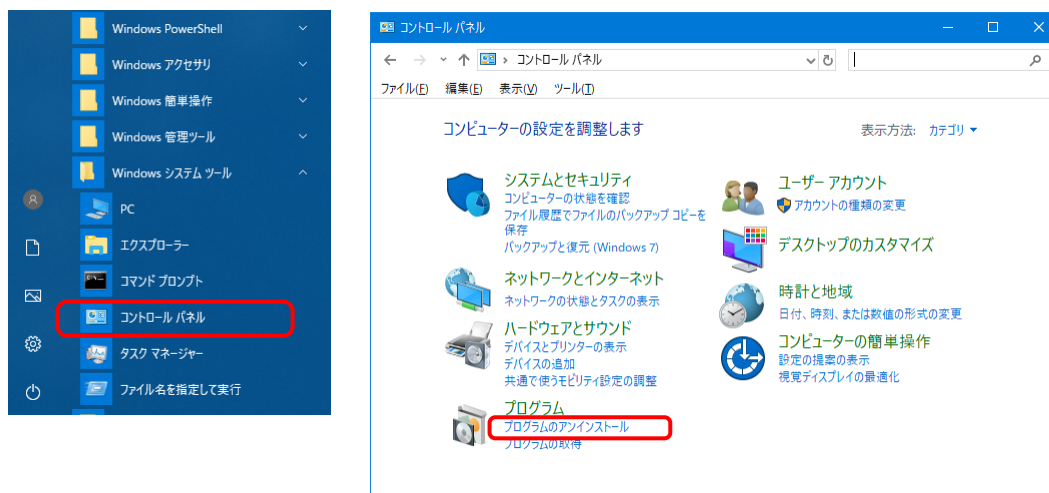 Windows PowerShell
Windows アクセサリ
Windows 簡単操作
Windows 管理ツール
Windows システム ツール
PC
エクスプローラー
コマンド プロンプト
コントロール パネル
タスク マネージャー
ファイル名を指定して実行
コントロール パネル
コントロール パネル
ファイル(F) 編集(E) 表示(V) ツール(T)
コンピューターの設定を調整します
表示方法: カテゴリ
システムとセキュリティ
コンピューターの状態を確認
ファイル履歴でファイルのバックアップ コピーを
保存
バックアップと復元 (Windows 7)
ネットワークとインターネット
ネットワークの状態とタスクの表示
ハードウェアとサウンド
デバイスとプリンターの表示
デバイスの追加
共通で使うモビリティ設定の調整
プログラム
プログラムのアンインストール
プログラムの取得
ユーザー アカウント
アカウントの種類の変更
デスクトップのカスタマイズ
時計と地域
日付、時刻、または数値の形式の変更
コンピューターの簡単操作
設定の提案の表示
視覚ディスプレイの最適化